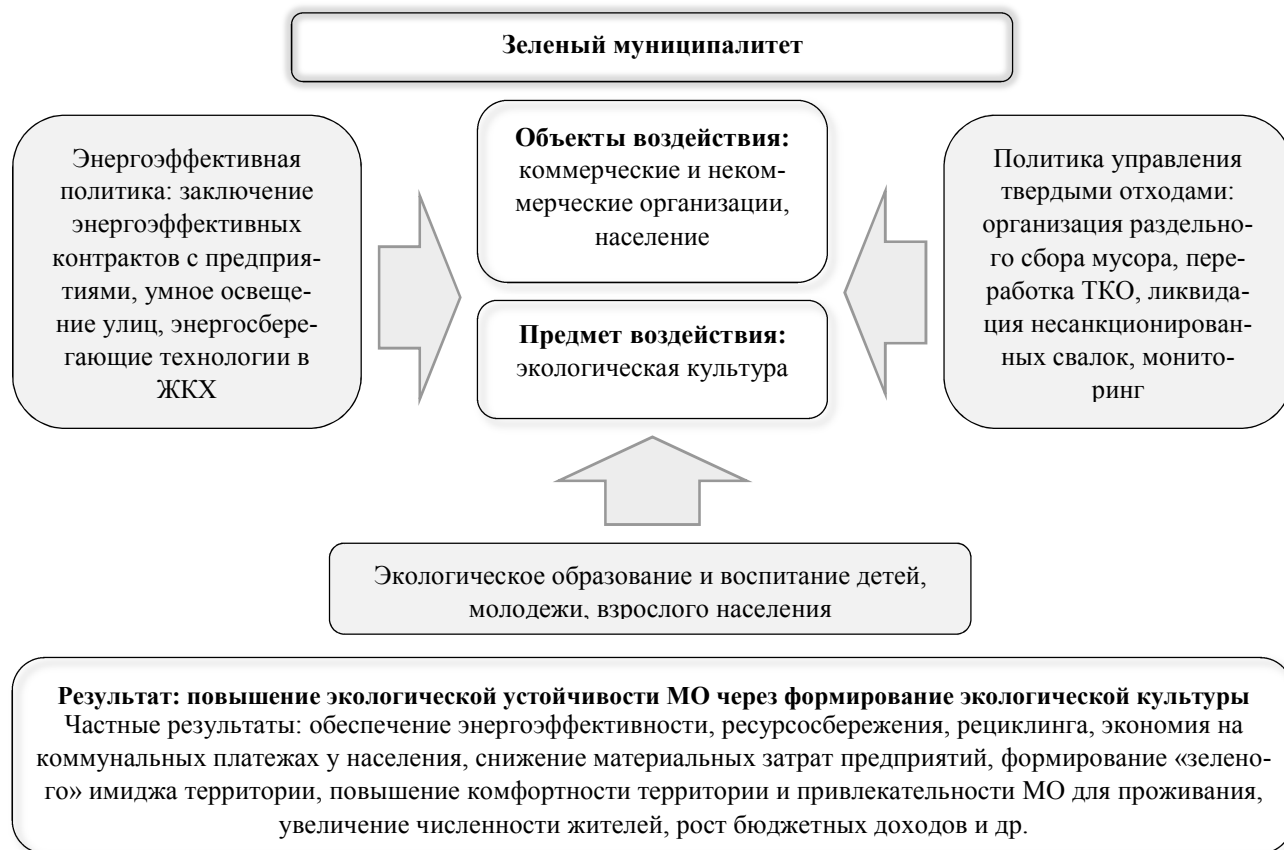 Зеленый муниципалитет
Энергоэффективная
политика: заключение
энергоэффективных
контрактов с предприя-
тиями, умное освеще-
ние улиц, энергосбере-
гающие технологии в
ЖКХ
Объекты воздействия:
коммерческие и неком-
мерческие организации,
население
Предмет воздействия:
экологическая культура
Политика управления
твердыми отходами:
организация раздельно-
го сбора мусора, пере-
работка ТКО, ликвида-
ция несанкционирован-
ных свалок, монито-
ринг
Экологическое образование и воспитание детей,
молодежи, взрослого населения
Результат: повышение экологической устойчивости МО через формирование экологической культуры
Частные результаты: обеспечение энергоэффективности, ресурсосбережения, рециклинга, экономия на
коммунальных платежах у населения, снижение материальных затрат предприятий, формирование «зелено-
го» имиджа территории, повышение комфортности территории и привлекательности МО для проживания,
увеличение численности жителей, рост бюджетных доходов и др.